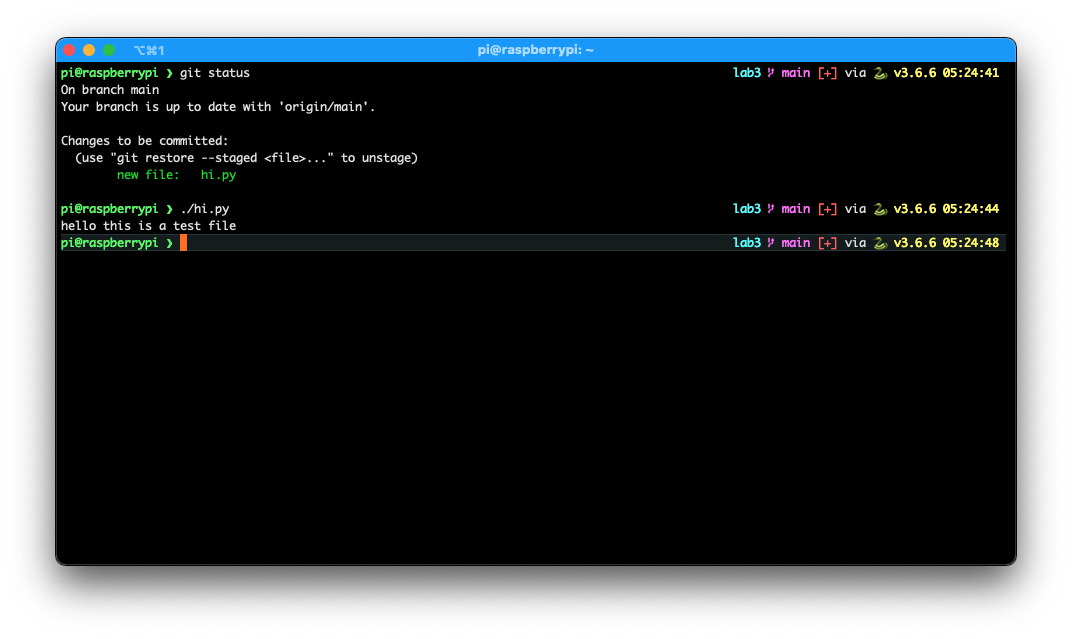 ⌥⌘1 pi@raspberrypi: ~
pi@raspberrypi ❯ git status lab3 main [+] via 🐍 v3.6.6 05:24:41
On branch main
Your branch is up to date with 'origin/main'.
Changes to be committed:
(use "git restore --staged <file>..." to unstage)
new file: hi.py
pi@raspberrypi ❯ ./hi.py lab3 main [+] via 🐍 v3.6.6 05:24:44
hello this is a test file
pi@raspberrypi ❯ lab3 main [+] via 🐍 v3.6.6 05:24:48